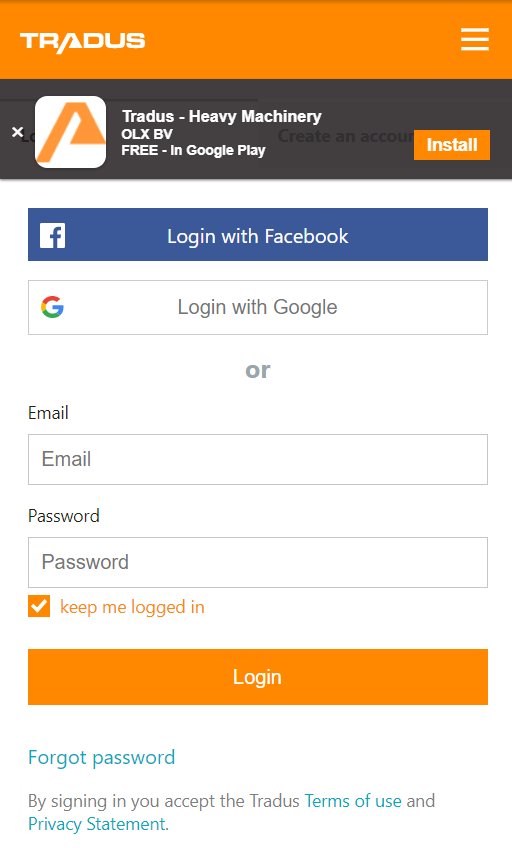 TRADUS
×
Tradus - Heavy Machinery
OLX BV
FREE - In Google Play
Install
Create an accou
Login with Facebook
Login with Google
or
Email
Email
Password
Password
keep me logged in
Login
Forgot password
By signing in you accept the Tradus Terms of use and
Privacy Statement.